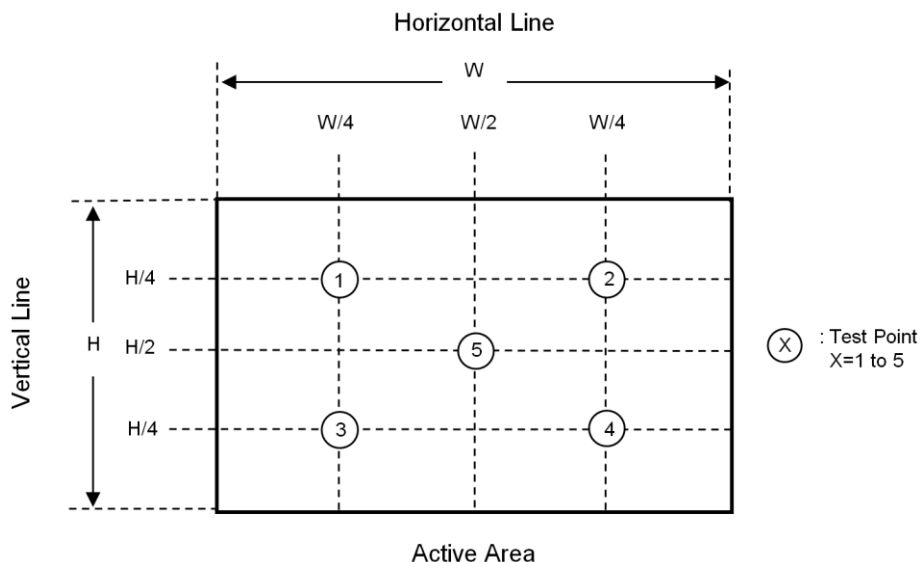 Horizontal Line
W
W/4
W/2
W/4
Vertical Line
H
H/4
H/2
H/4
1
2
5
3
4
X
: Test Point
X=1 to 5
Active Area